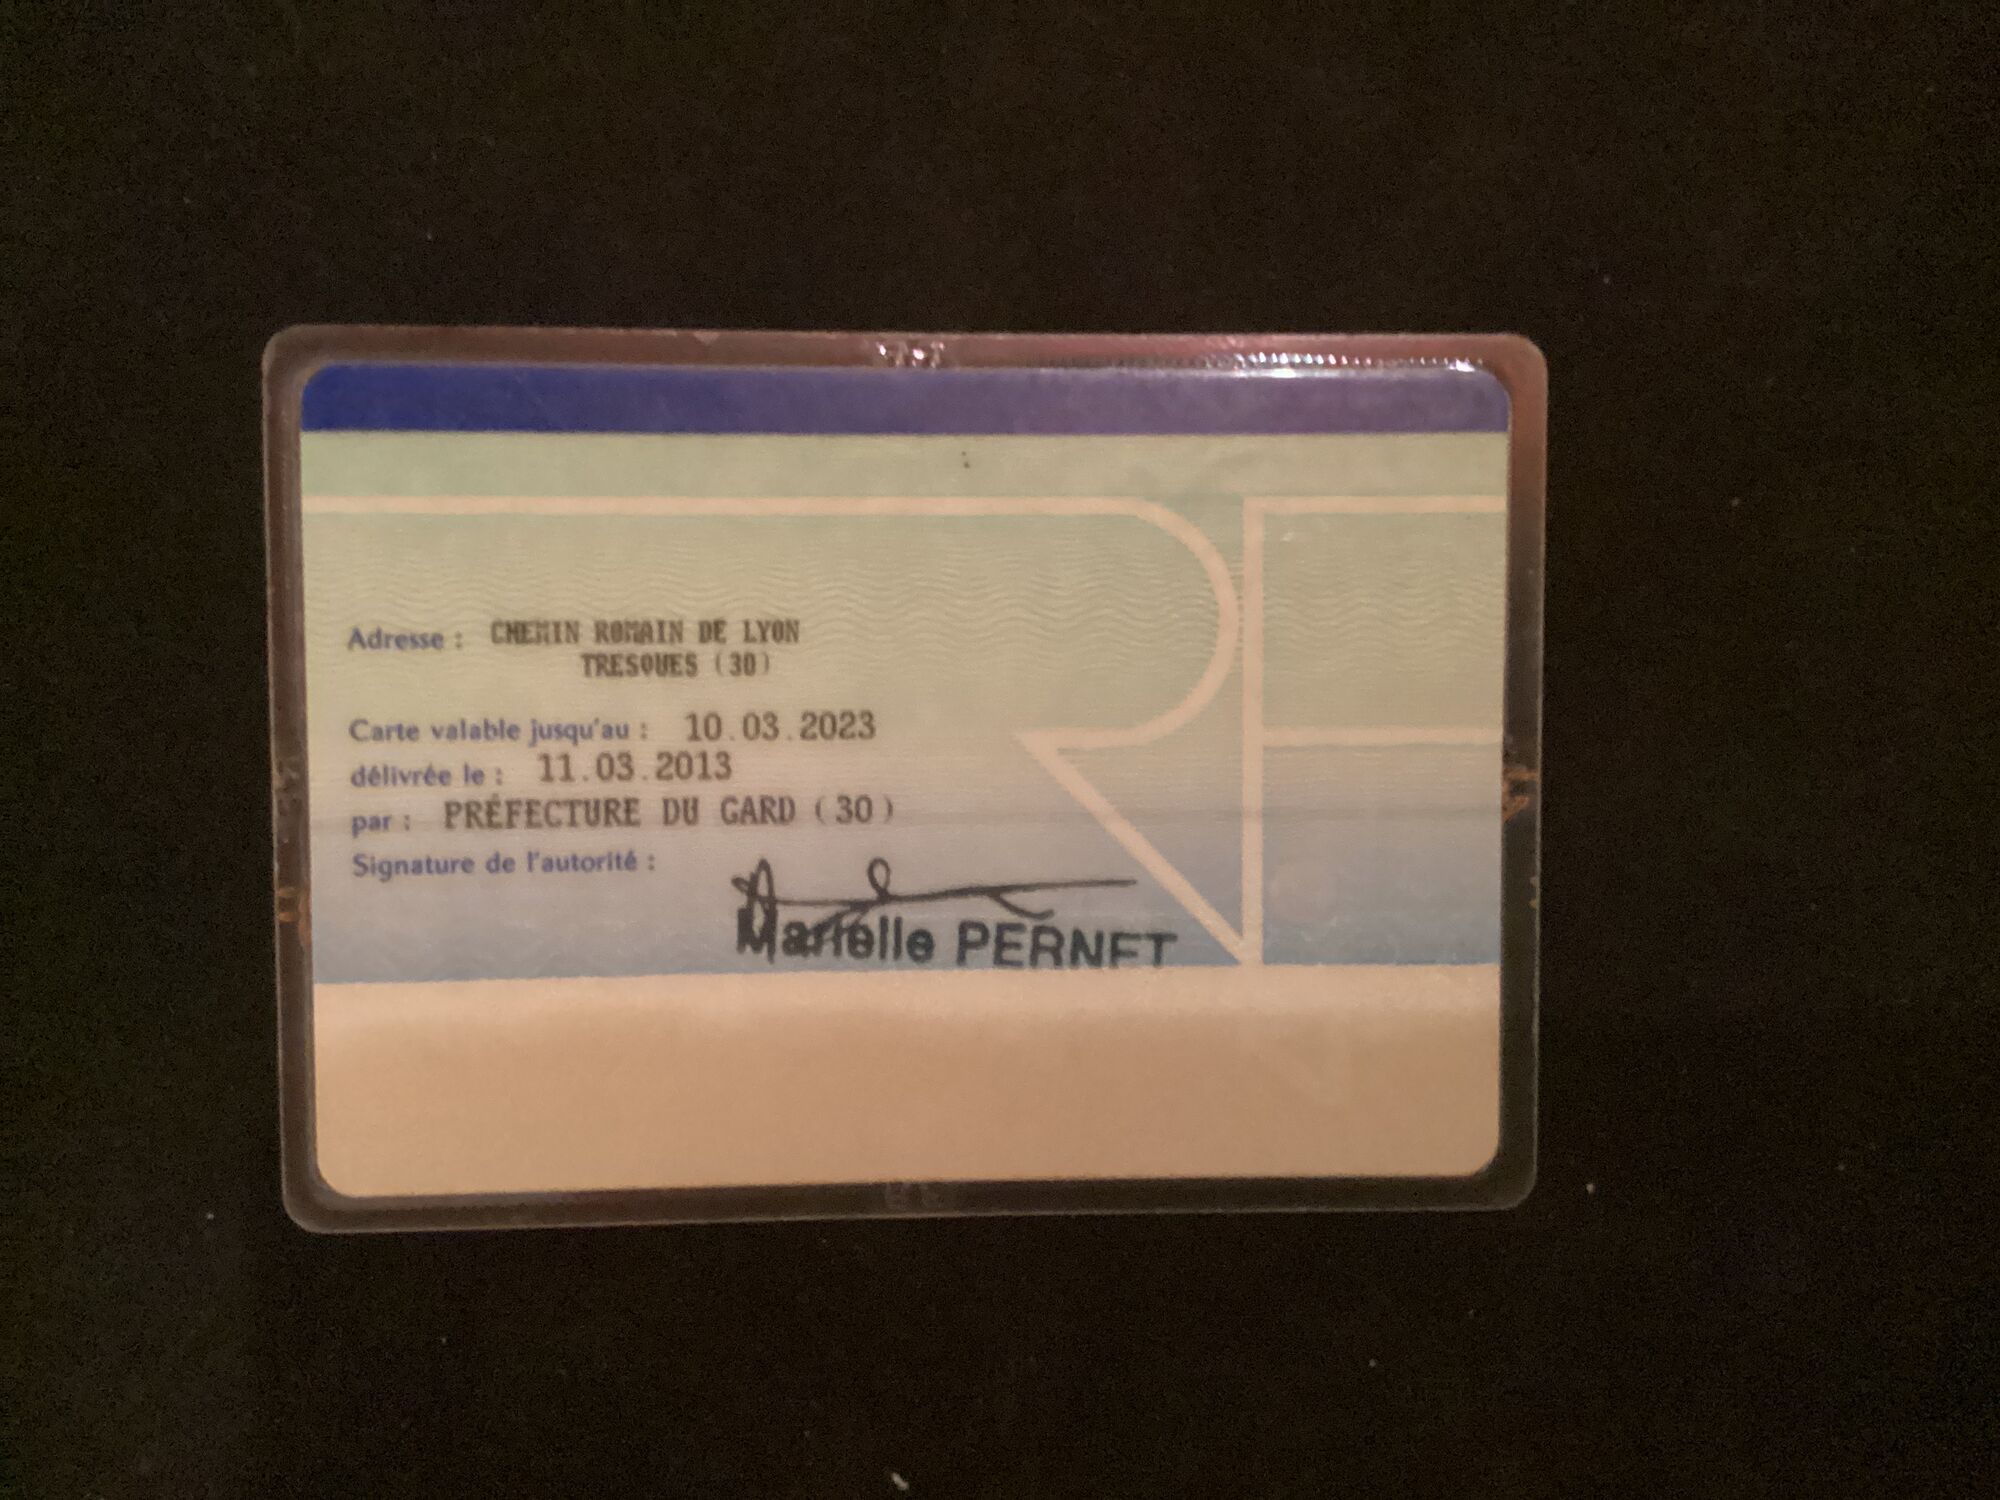 Adresse : CHEMIN ROMAIN DE LYON
TRESQUES (30)
Carte valable jusqu'au : 10.03.2023
délivrée le : 11.03.2013
par : PRÉFECTURE DU GARD (30)
Signature de l'autorité :
Marielle PERNET
RF